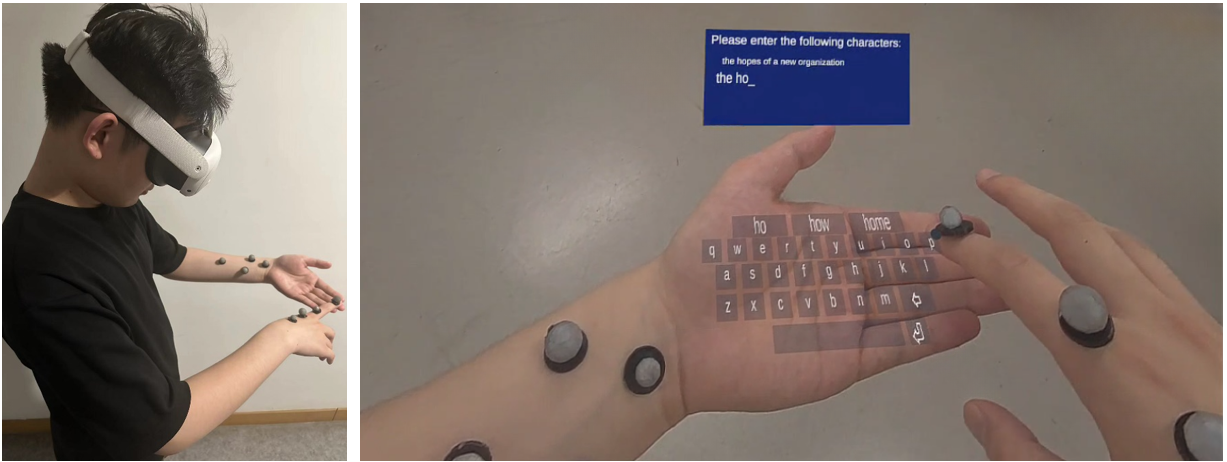 Please enter the following characters:
the hopes of a new organization
the ho_
ho how home
q w e r t y u i o p
a s d f g h j k l
z x c v b n m